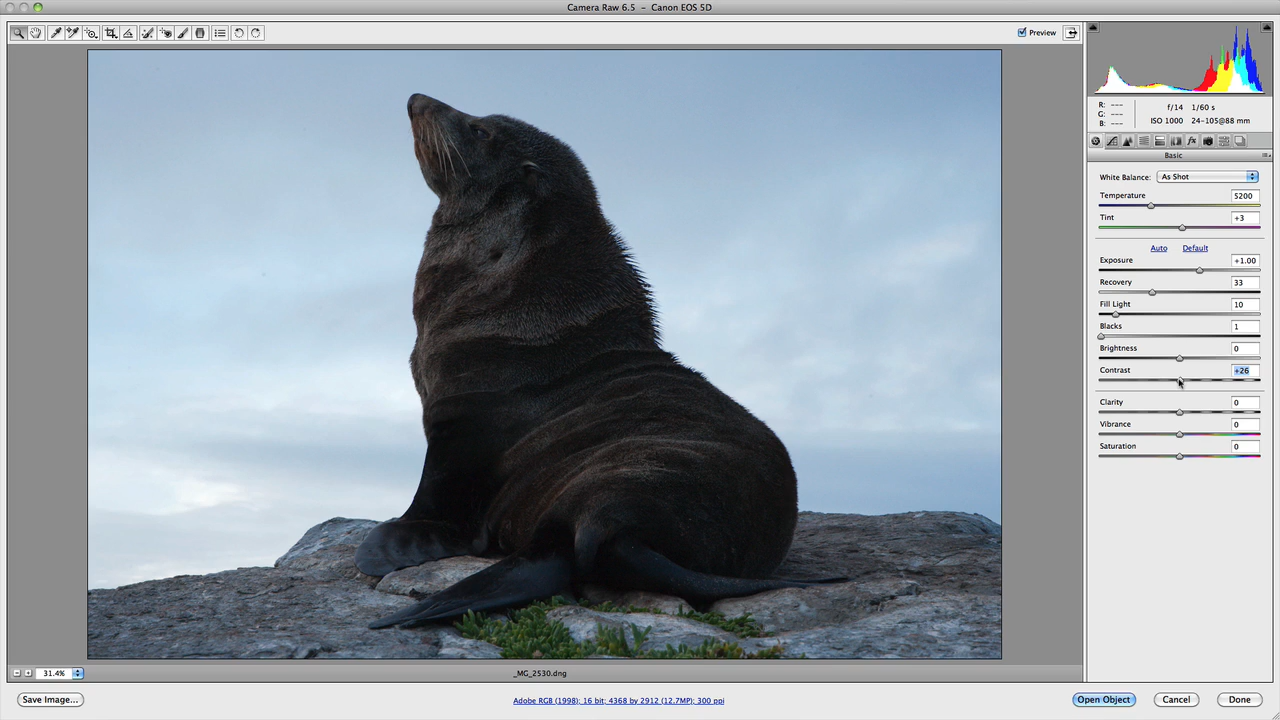 Camera Raw 6.5 – Canon EOS 5D
Preview
R: ---
G: ---
B: ---
f/14 1/60 s
ISO 1000 24-105@88 mm
Basic
White Balance: As Shot
Temperature 5200
Tint +3
Auto Default
Exposure +1.00
Recovery 33
Fill Light 10
Blacks 1
Brightness 0
Contrast +26
Clarity 0
Vibrance 0
Saturation 0
31.4%
_MG_2530.dng
Save Image...
Adobe RGB (1998); 16 bit; 4368 by 2912 (12.7MP); 300 ppi
Open Object
Cancel
Done